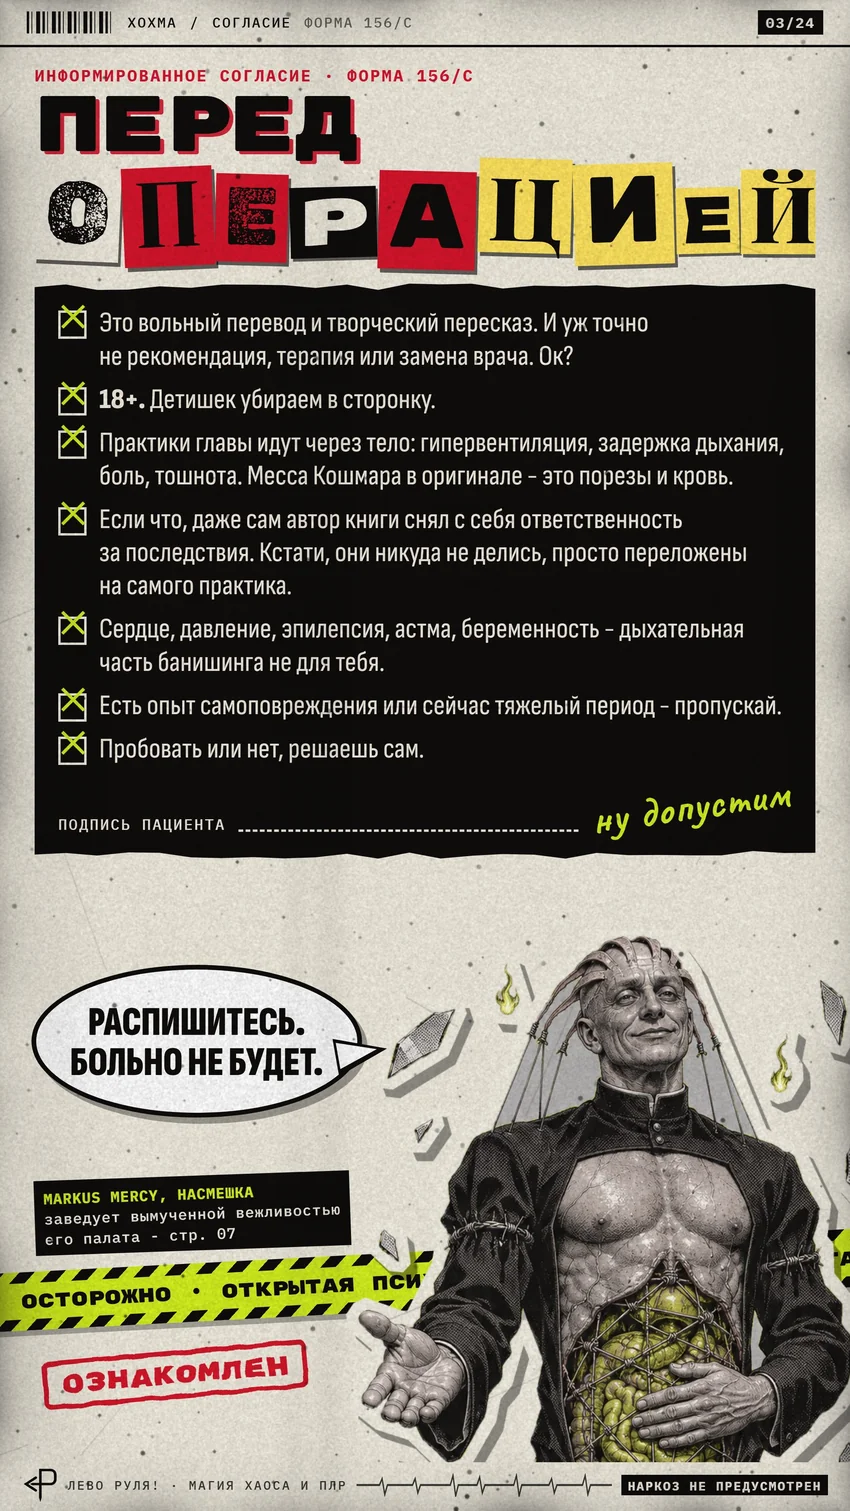 ХОХМА / СОГЛАСИЕ ФОРМА 156/С
03/24
ИНФОРМИРОВАННОЕ СОГЛАСИЕ · ФОРМА 156/С
ПЕРЕД
ОПЕРАЦИЕЙ
Это вольный перевод и творческий пересказ. И уж точно
не рекомендация, терапия или замена врача. Ок?
18+. Детишек убираем в сторонку.
Практики главы идут через тело: гипервентиляция, задержка дыхания,
боль, тошнота. Месса Кошмара в оригинале – это порезы и кровь.
Если что, даже сам автор книги снял с себя ответственность
за последствия. Кстати, они никуда не делись, просто переложены
на самого практика.
Сердце, давление, эпилепсия, астма, беременность – дыхательная
часть банишинга не для тебя.
Есть опыт самоповреждения или сейчас тяжелый период – пропускай.
Пробовать или нет, решаешь сам.
ПОДПИСЬ ПАЦИЕНТА
ну допустим
РАСПИШИТЕСЬ.
БОЛЬНО НЕ БУДЕТ.
MARKUS MERCY, НАСМЕШКА
заведует вымученной вежливостью
его палата - стр. 07
ОСТОРОЖНО · ОТКРЫТАЯ ПСИ
ОЗНАКОМЛЕН
ЛЕВО РУЛЯ! · МАГИЯ ХАОСА И ПЛР
НАРКОЗ НЕ ПРЕДУСМОТРЕН